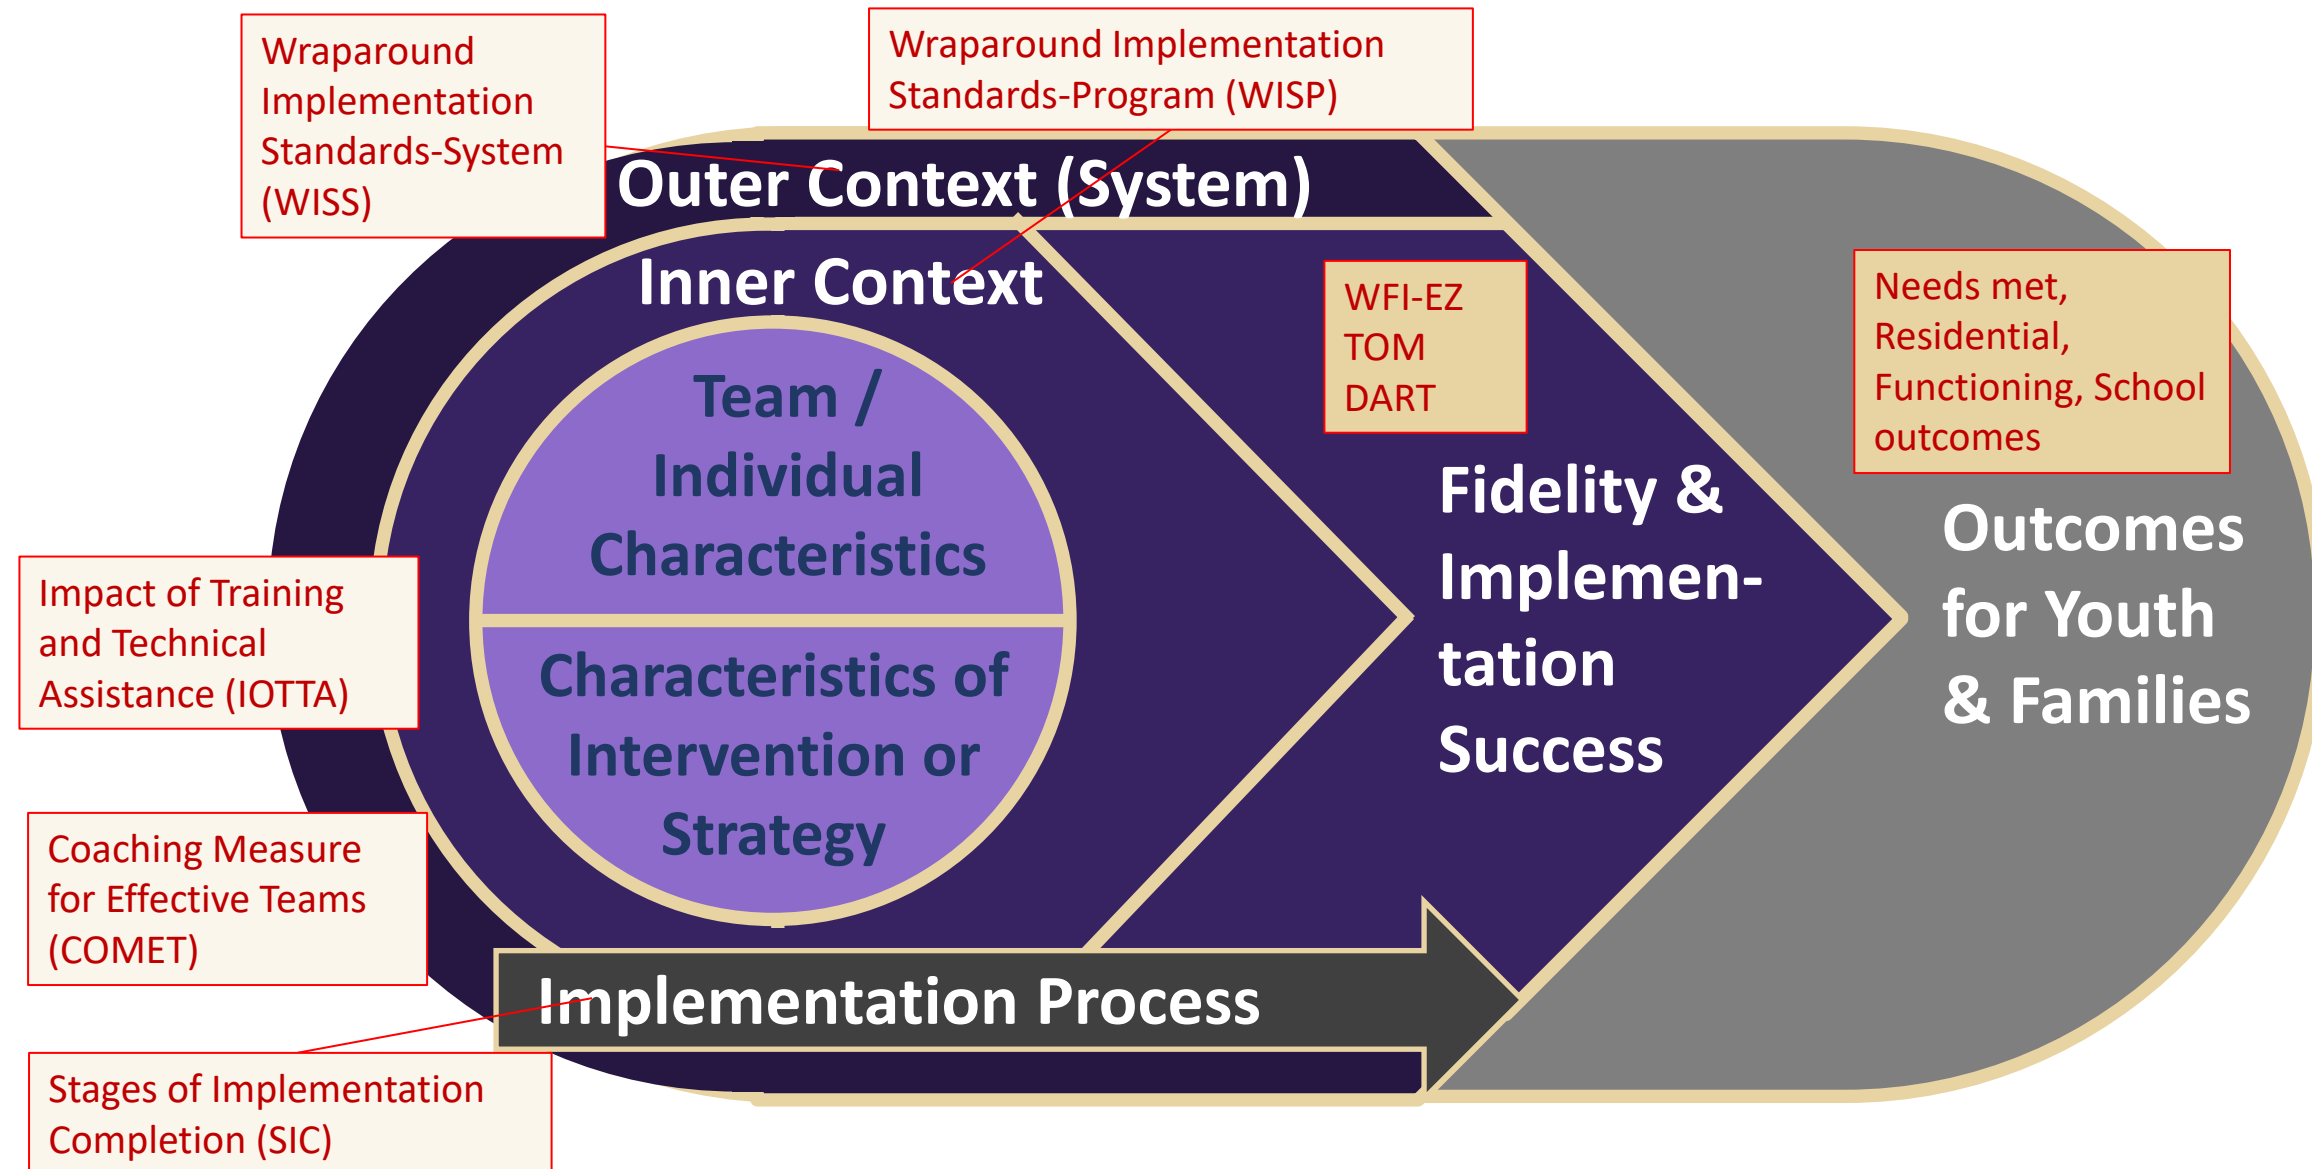 Wraparound
Implementation
Standards-System
(WISS)
Wraparound Implementation
Standards-Program (WISP)
Outer Context (System)
Inner Context
Team /
Individual
Characteristics
Characteristics of
Intervention or
Strategy
WFI-EZ
TOM
DART
Fidelity &
Implemen-
tation
Success
Needs met,
Residential,
Functioning, School
outcomes
Outcomes
for Youth
& Families
Impact of Training
and Technical
Assistance (IOTTA)
Coaching Measure
for Effective Teams
(COMET)
Implementation Process
Stages of Implementation
Completion (SIC)